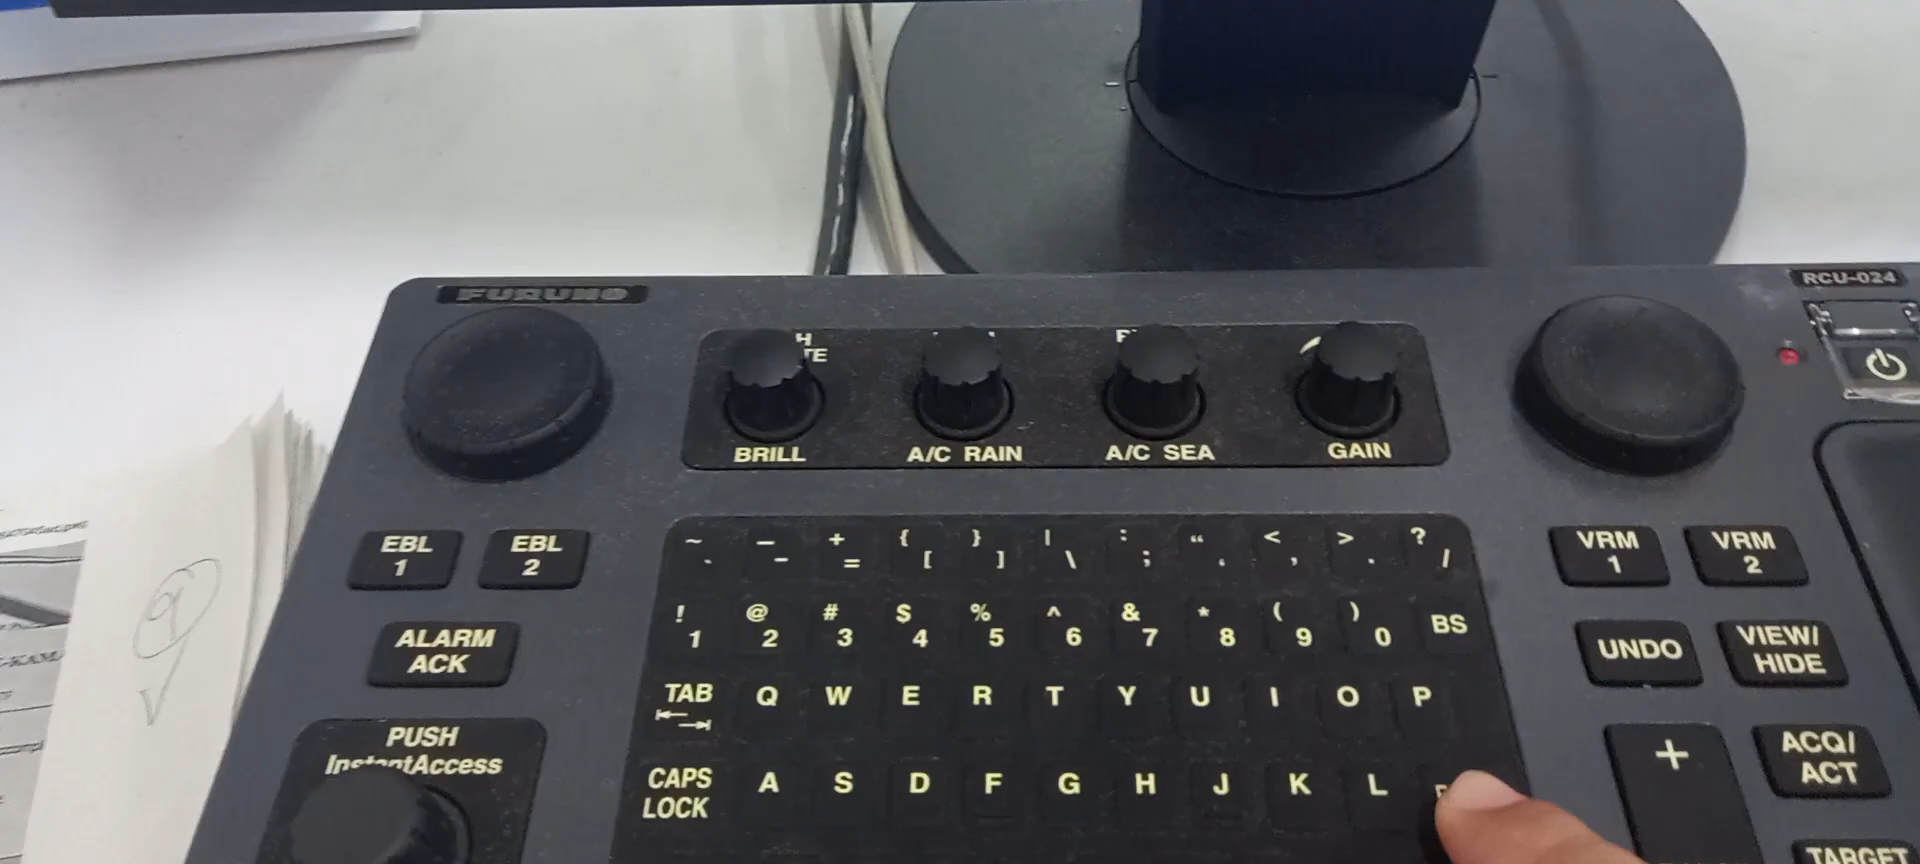 FURUNO
RCU-024
BRILL
A/C RAIN
A/C SEA
GAIN
EBL
1
EBL
2
ALARM
ACK
PUSH
InstantAccess
~ _ + { } | : “ < > ?
` - = [ ] \ ; ‘ , . /
! @ # $ % ^ & * ( )
1 2 3 4 5 6 7 8 9 0 BS
TAB Q W E R T Y U I O P
CAPS
LOCK
A S D F G H J K L
VRM
1
VRM
2
UNDO
VIEW/
HIDE
+
ACQ/
ACT
TARGET
9